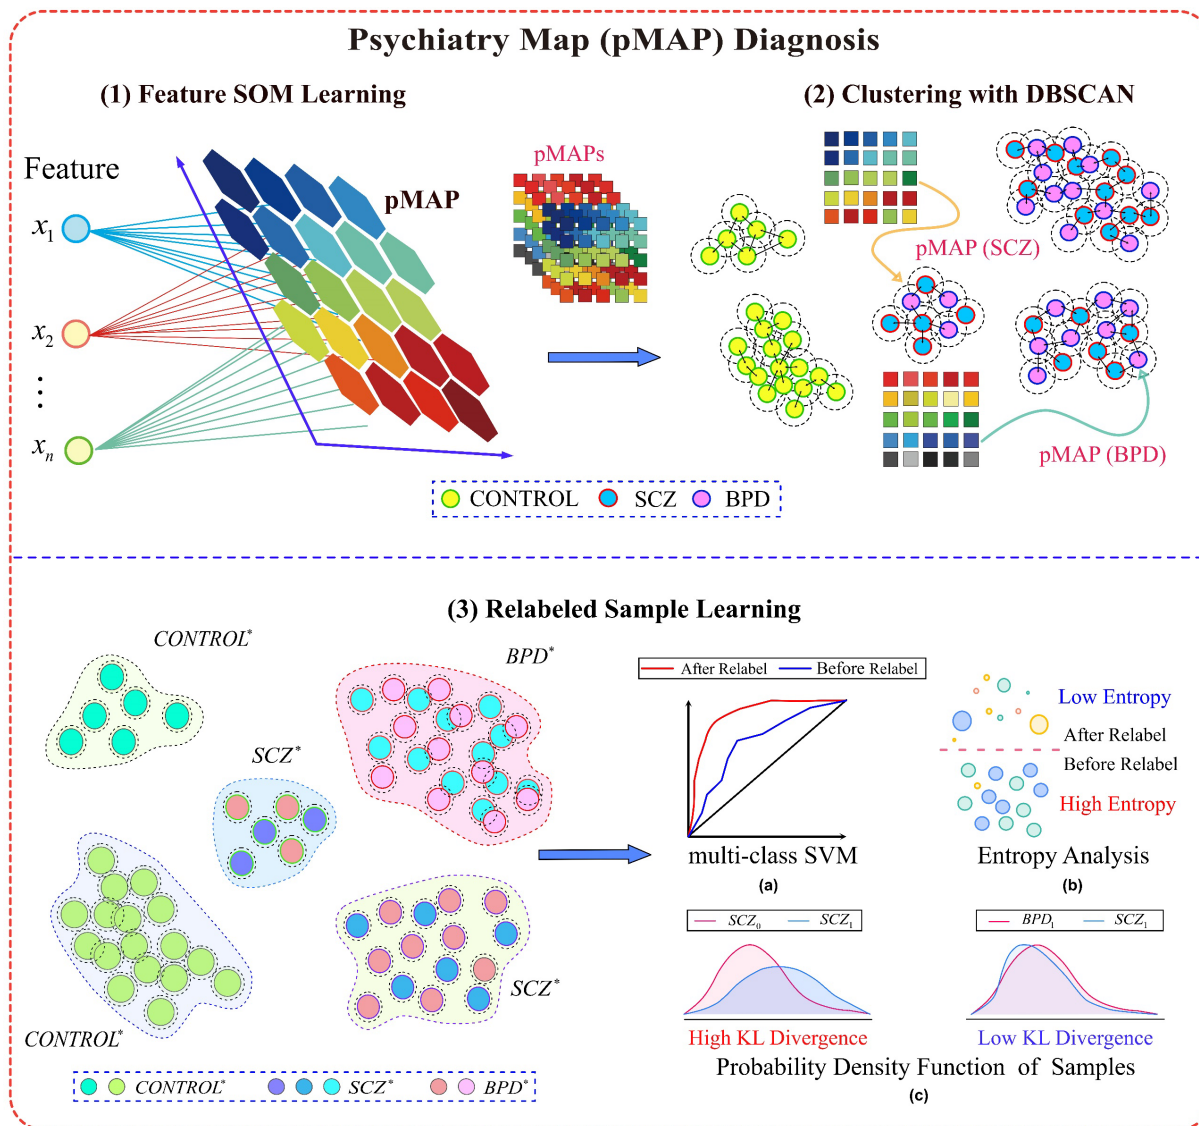 Psychiatry Map (pMAP) Diagnosis
(1) Feature SOM Learning
(2) Clustering with DBSCAN
Feature
pMAP
pMAPs
x1
x2
⋮
xn
pMAP (SCZ)
pMAP (BPD)
CONTROL SCZ BPD
(3) Relabeled Sample Learning
CONTROL*
BPD*
SCZ*
CONTROL*
SCZ*
CONTROL* SCZ* BPD*
After Relabel Before Relabel
multi-class SVM
(a)
Low Entropy
After Relabel
Before Relabel
High Entropy
Entropy Analysis
(b)
SCZ0 SCZ1
High KL Divergence
BPD1 SCZ1
Low KL Divergence
Probability Density Function of Samples
(c)